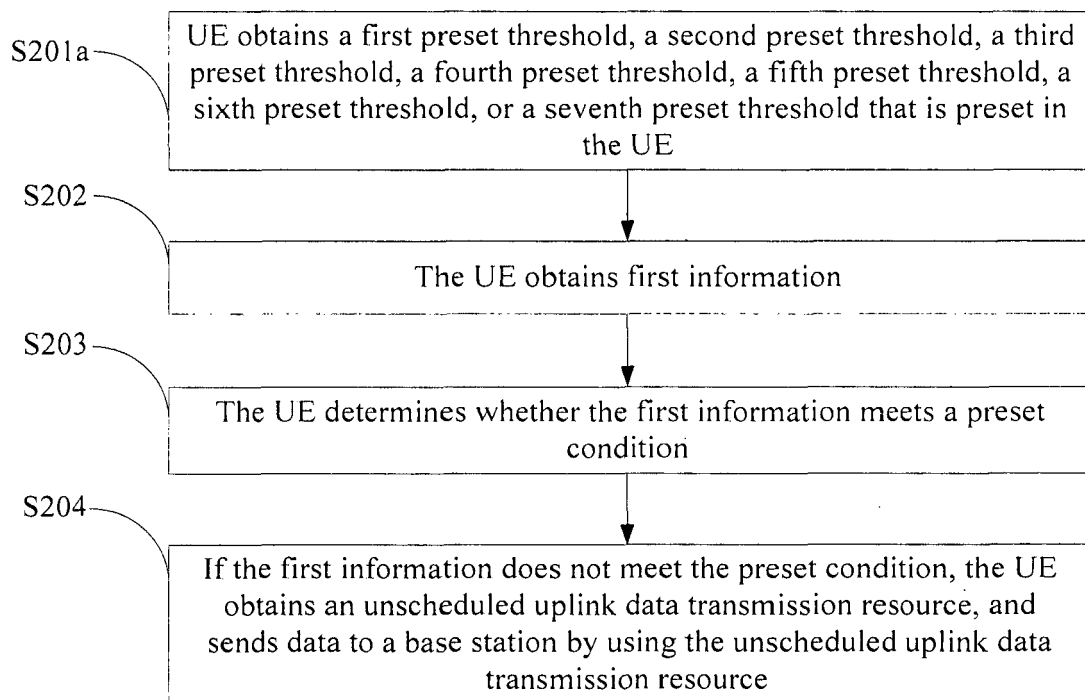 S201a
UE obtains a first preset threshold, a second preset threshold, a third
preset threshold, a fourth preset threshold, a fifth preset threshold, a
sixth preset threshold, or a seventh preset threshold that is preset in
the UE
S202
The UE obtains first information
S203
The UE determines whether the first information meets a preset
condition
S204
If the first information does not meet the preset condition, the UE
obtains an unscheduled uplink data transmission resource, and
sends data to a base station by using the unscheduled uplink data
transmission resource